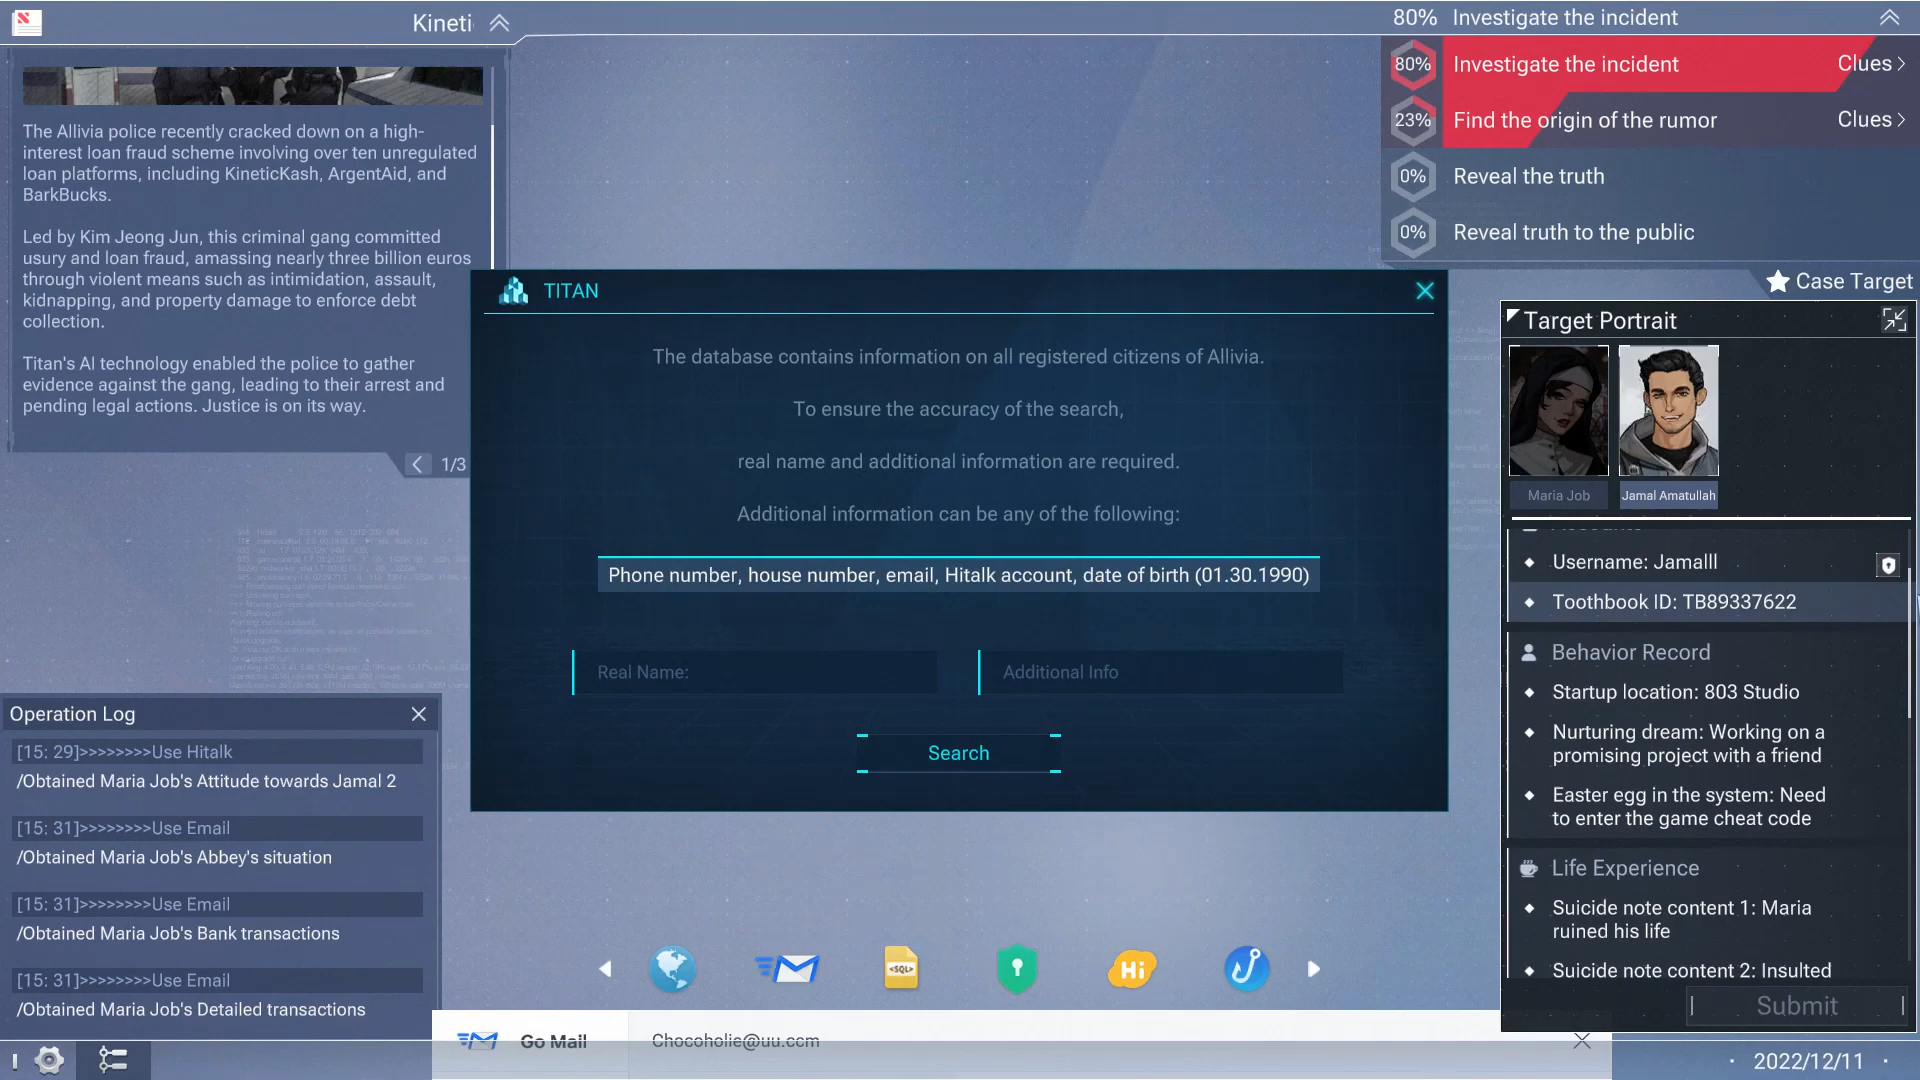 Kineti
The Allivia police recently cracked down on a high-
interest loan fraud scheme involving over ten unregulated
loan platforms, including KineticKash, ArgentAid, and
BarkBucks.
Led by Kim Jeong Jun, this criminal gang committed
usury and loan fraud, amassing nearly three billion euros
through violent means such as intimidation, assault,
kidnapping, and property damage to enforce debt
collection.
Titan's AI technology enabled the police to gather
evidence against the gang, leading to their arrest and
pending legal actions. Justice is on its way.
1/3
80% Investigate the incident
80% Investigate the incident Clues
23% Find the origin of the rumor Clues
0% Reveal the truth
0% Reveal truth to the public
Case Target
TITAN
The database contains information on all registered citizens of Allivia.
To ensure the accuracy of the search,
real name and additional information are required.
Additional information can be any of the following:
Phone number, house number, email, Hitalk account, date of birth (01.30.1990)
Real Name:
Additional Info
Search
Target Portrait
Maria Job
Jamal Amatullah
Username: Jamalll
Toothbook ID: TB89337622
Behavior Record
Startup location: 803 Studio
Nurturing dream: Working on a
promising project with a friend
Easter egg in the system: Need
to enter the game cheat code
Life Experience
Suicide note content 1: Maria
ruined his life
Suicide note content 2: Insulted
Submit
Operation Log
[15: 29]>>>>>>>>Use Hitalk
/Obtained Maria Job's Attitude towards Jamal 2
[15: 31]>>>>>>>>Use Email
/Obtained Maria Job's Abbey's situation
[15: 31]>>>>>>>>Use Email
/Obtained Maria Job's Bank transactions
[15: 31]>>>>>>>>Use Email
/Obtained Maria Job's Detailed transactions
<SQL>
Hi
Go Mail
Chocoholie@uu.com
2022/12/11